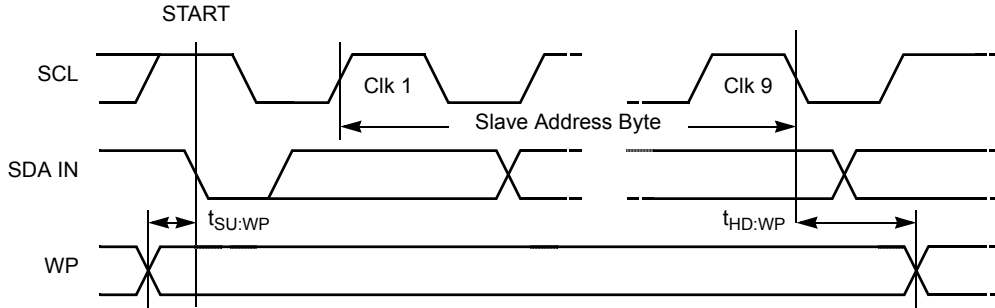 START
SCL
Clk 1
Clk 9
Slave Address Byte
SDA IN
tSU:WP
tHD:WP
WP